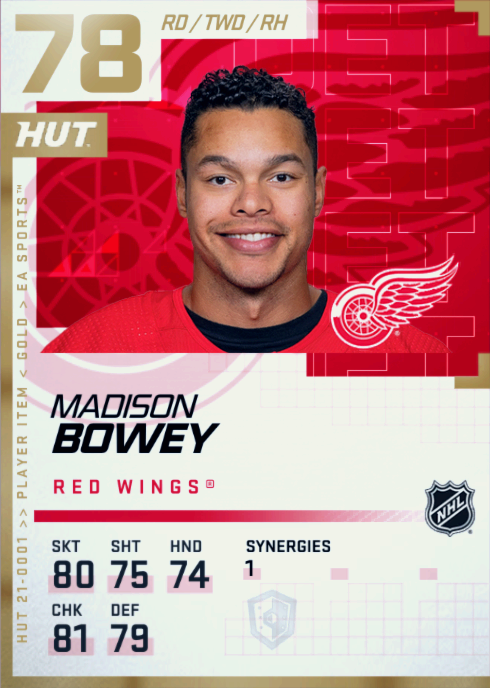 78
RD / TWD / RH
HUT
HUT 21-0001 >> PLAYER ITEM < GOLD > EA SPORTS™
MADISON
BOWEY
RED WINGS®
NHL
SKT SHT HND SYNERGIES
80 75 74 1
CHK DEF
81 79